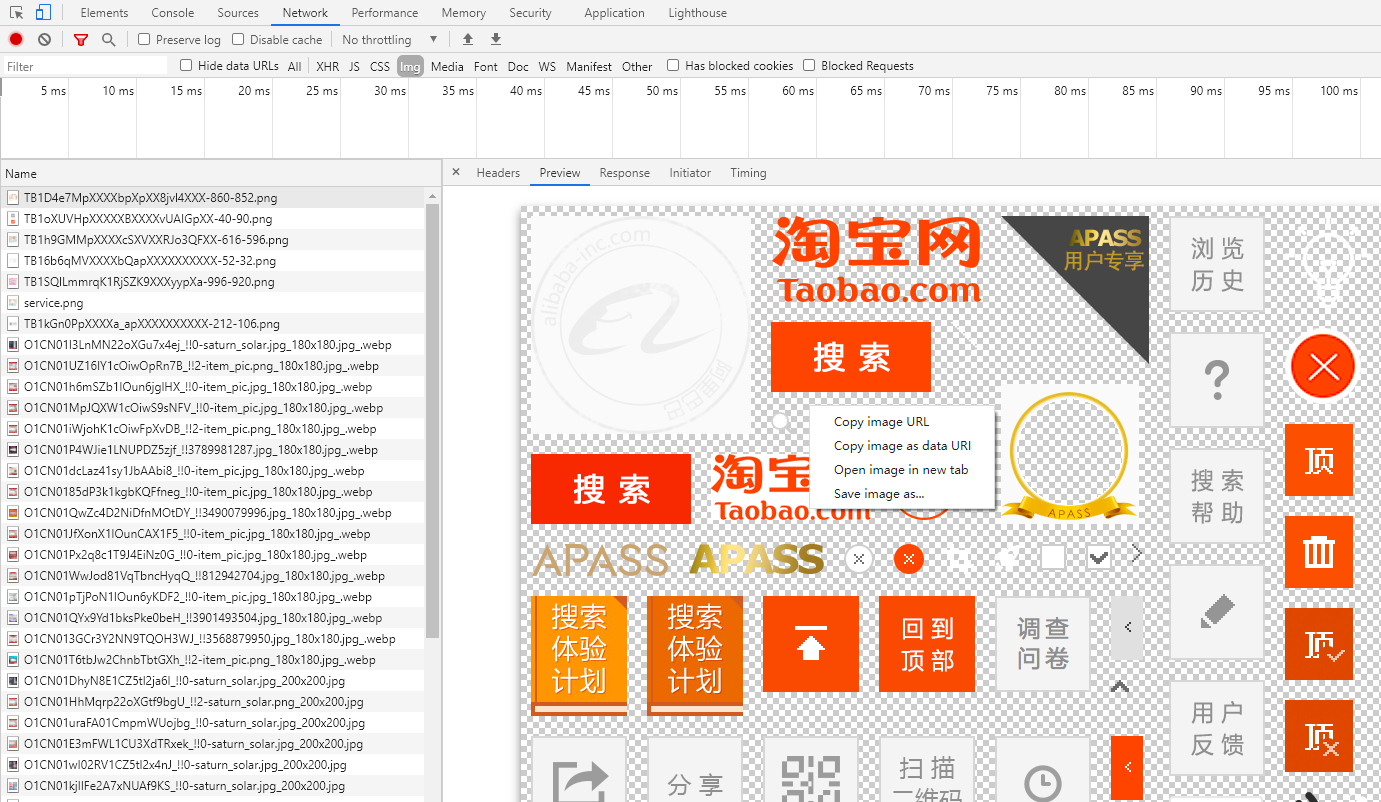 Elements Console Sources Network Performance Memory Security Application Lighthouse
Preserve log Disable cache No throttling
Filter Hide data URLs All XHR JS CSS Img Media Font Doc WS Manifest Other Has blocked cookies Blocked Requests
5 ms 10 ms 15 ms 20 ms 25 ms 30 ms 35 ms 40 ms 45 ms 50 ms 55 ms 60 ms 65 ms 70 ms 75 ms 80 ms 85 ms 90 ms 95 ms 100 ms
Name
× Headers Preview Response Initiator Timing
TB1D4e7MpXXXXbpXpXX8jvI4XXX-860-852.png
TB1oXUVHpXXXXXBXXXXvUAIGpXX-40-90.png
TB1h9GMMpXXXXcSXVXXRJo3QFXX-616-596.png
TB16b6qMVXXXXbQapXXXXXXXXXX-52-32.png
TB1SQILmmrqK1RjSZK9XXXyypXa-996-920.png
service.png
TB1kGn0PpXXXXa_apXXXXXXXXXX-212-106.png
O1CN01I3LnMN22oXGu7x4ej_!!0-saturn_solar.jpg_180x180.jpg_.webp
O1CN01UZ16lY1cOiwOpRn7B_!!2-item_pic.png_180x180.jpg_.webp
O1CN01h6mSZb1IOun6jglHX_!!0-item_pic.jpg_180x180.jpg_.webp
O1CN01MpJQXW1cOiwS9sNFV_!!0-item_pic.jpg_180x180.jpg_.webp
O1CN01iWjohK1cOiwFpXvDB_!!2-item_pic.png_180x180.jpg_.webp
O1CN01P4WJie1LNUPDZ5zjf_!!3789981287.jpg_180x180.jpg_.webp
O1CN01dcLaz41sy1JbAAbi8_!!0-item_pic.jpg_180x180.jpg_.webp
O1CN0185dP3k1kgbKQFfneg_!!0-item_pic.jpg_180x180.jpg_.webp
O1CN01QwZc4D2NiDfnMOtDY_!!3490079996.jpg_180x180.jpg_.webp
O1CN01JfXonX1IOunCAX1F5_!!0-item_pic.jpg_180x180.jpg_.webp
O1CN01Px2q8c1T9J4EiNz0G_!!0-item_pic.jpg_180x180.jpg_.webp
O1CN01WwJod81VqTbncHyqQ_!!812942704.jpg_180x180.jpg_.webp
O1CN01pTjPoN1IOun6yKDF2_!!0-item_pic.jpg_180x180.jpg_.webp
O1CN01QYx9Yd1bksPke0beH_!!3901493504.jpg_180x180.jpg_.webp
O1CN013GCr3Y2NN9TQOH3WJ_!!3568879950.jpg_180x180.jpg_.webp
O1CN01T6tbJw2ChnbTbtGXh_!!2-item_pic.png_180x180.jpg_.webp
O1CN01DhyN8E1CZ5tl2ja6I_!!0-saturn_solar.jpg_200x200.jpg
O1CN01HhMqrp22oXGtf9bgU_!!2-saturn_solar.png_200x200.jpg
O1CN01uraFA01CmpmWUojbg_!!0-saturn_solar.jpg_200x200.jpg
O1CN01E3mFWL1CU3XdTRxek_!!0-saturn_solar.jpg_200x200.jpg
O1CN01wI02RV1CZ5tl2x4nJ_!!0-saturn_solar.jpg_200x200.jpg
O1CN01kjIIFe2A7xNUAf9KS_!!0-saturn_solar.jpg_200x200.jpg
alibaba-inc.com
淘宝网
Taobao.com
APASS
用户专享
浏览
历史
搜索
?
Copy image URL
Copy image as data URI
Open image in new tab
Save image as...
搜索
淘宝
Taobao.com
APASS
顶
搜索
帮助
APASS APASS
搜索
体验
计划
搜索
体验
计划
回到
顶部
调查
问卷
顶
用户
反馈
顶
分享
扫描
二维码